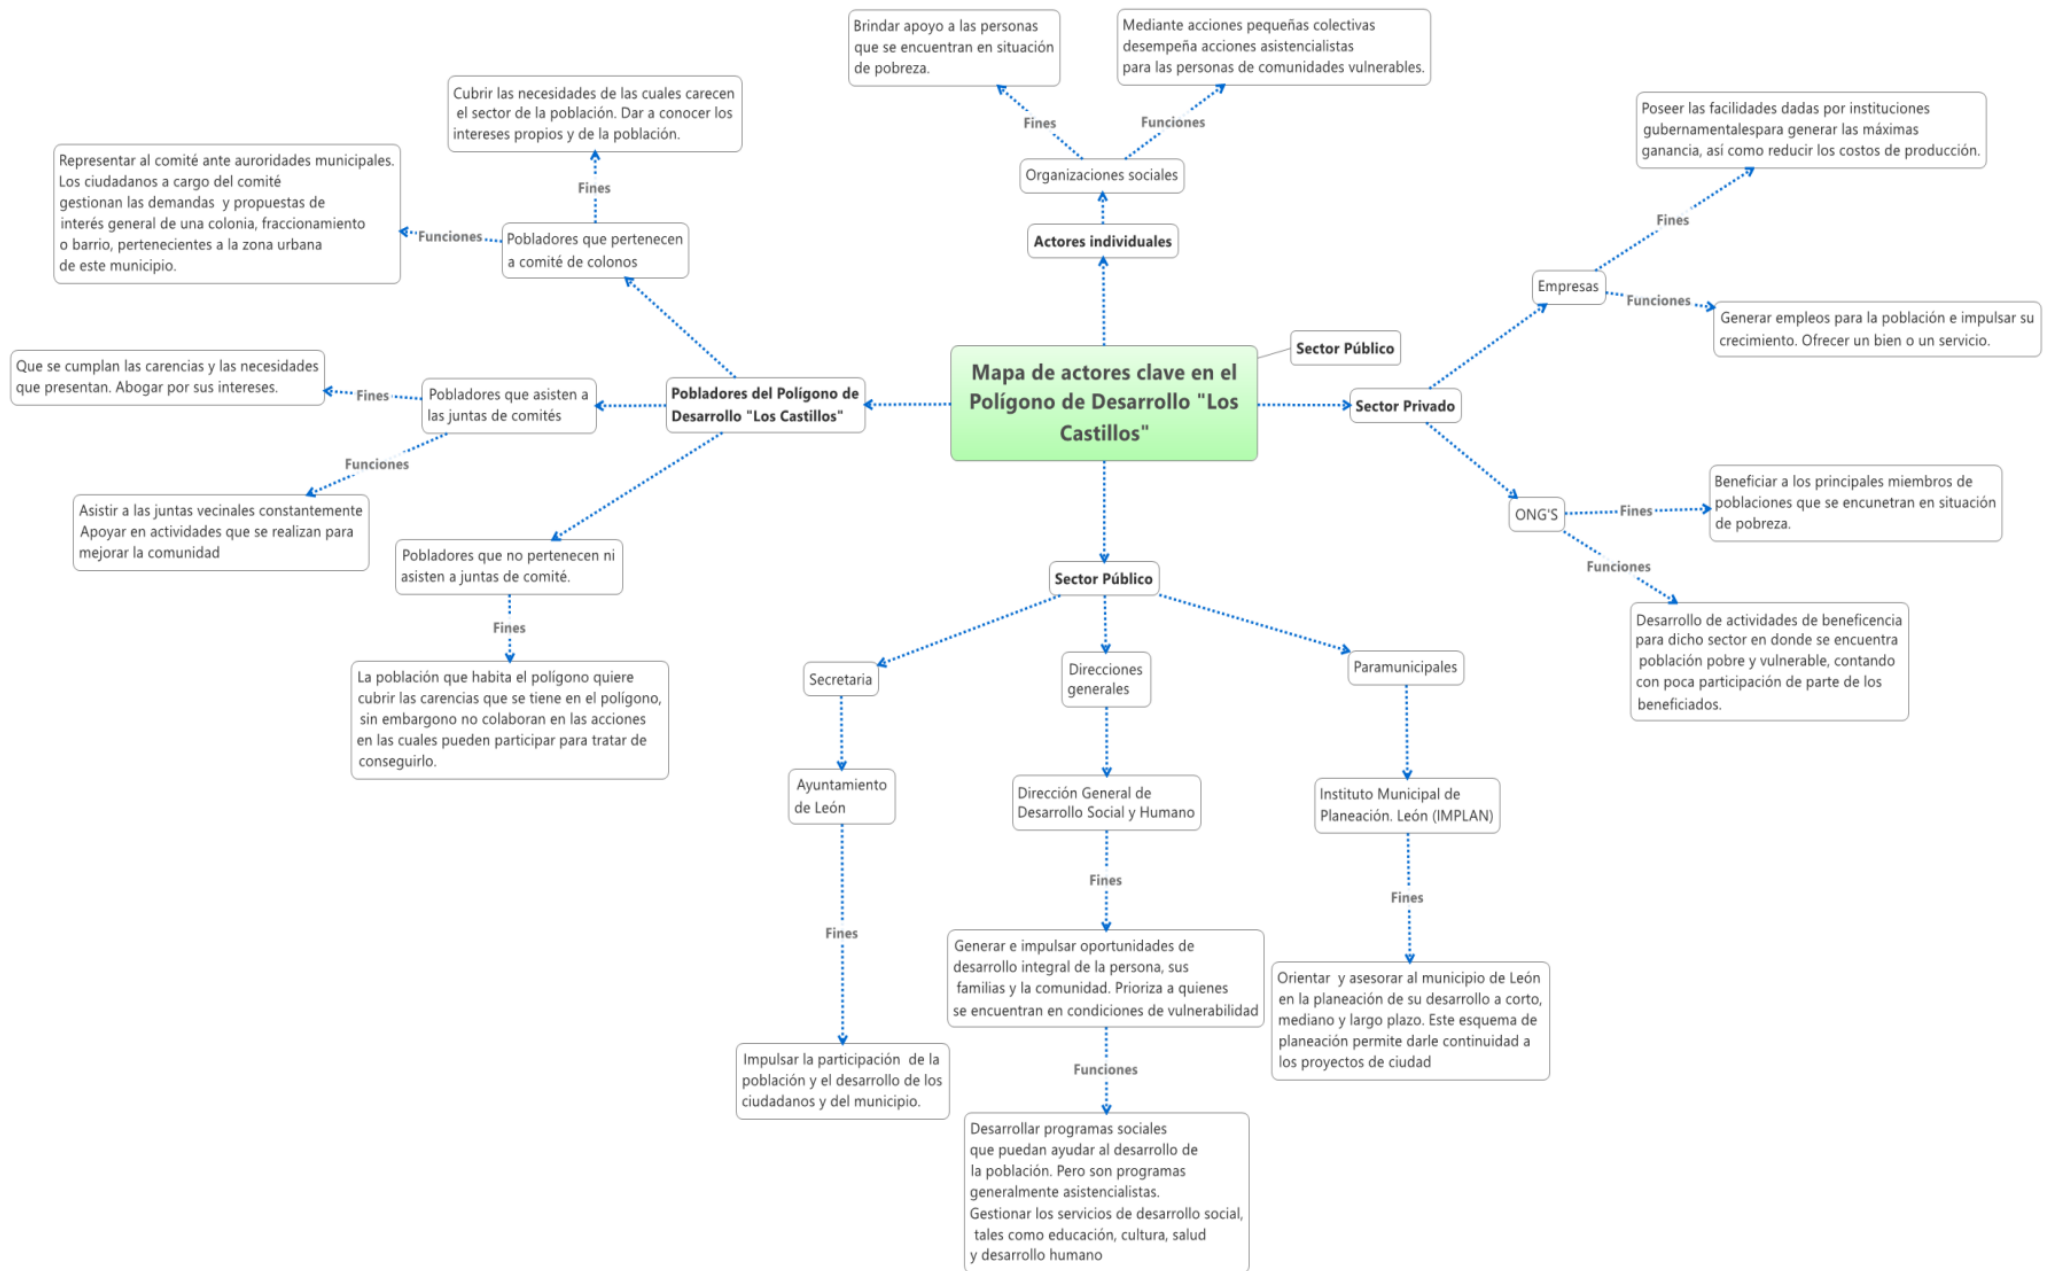 Brindar apoyo a las personas
que se encuentran en situación
de pobreza.
Mediante acciones pequeñas colectivas
desempeña acciones asistencialistas
para las personas de comunidades vulnerables.
Fines
Funciones
Organizaciones sociales
Actores individuales
Cubrir las necesidades de las cuales carecen
el sector de la población. Dar a conocer los
intereses propios y de la población.
Fines
Representar al comité ante auroridades municipales.
Los ciudadanos a cargo del comité
gestionan las demandas y propuestas de
interés general de una colonia, fraccionamiento
o barrio, pertenecientes a la zona urbana
de este municipio.
Funciones
Pobladores que pertenecen
a comité de colonos
Poseer las facilidades dadas por instituciones
gubernamentalespara generar las máximas
ganancia, así como reducir los costos de producción.
Fines
Empresas
Funciones
Generar empleos para la población e impulsar su
crecimiento. Ofrecer un bien o un servicio.
Sector Público
Mapa de actores clave en el
Polígono de Desarrollo "Los
Castillos"
Sector Privado
Pobladores del Polígono de
Desarrollo "Los Castillos"
Que se cumplan las carencias y las necesidades
que presentan. Abogar por sus intereses.
Fines
Pobladores que asisten a
las juntas de comités
Funciones
Asistir a las juntas vecinales constantemente
Apoyar en actividades que se realizan para
mejorar la comunidad
Pobladores que no pertenecen ni
asisten a juntas de comité.
Fines
La población que habita el polígono quiere
cubrir las carencias que se tiene en el polígono,
sin embargono no colaboran en las acciones
en las cuales pueden participar para tratar de
conseguirlo.
ONG'S
Fines
Beneficiar a los principales miembros de
poblaciones que se encunetran en situación
de pobreza.
Funciones
Desarrollo de actividades de beneficencia
para dicho sector en donde se encuentra
población pobre y vulnerable, contando
con poca participación de parte de los
beneficiados.
Sector Público
Secretaria
Direcciones
generales
Paramunicipales
Ayuntamiento
de León
Dirección General de
Desarrollo Social y Humano
Instituto Municipal de
Planeación. León (IMPLAN)
Fines
Fines
Fines
Impulsar la participación de la
población y el desarrollo de los
ciudadanos y del municipio.
Generar e impulsar oportunidades de
desarrollo integral de la persona, sus
familias y la comunidad. Prioriza a quienes
se encuentran en condiciones de vulnerabilidad
Orientar y asesorar al municipio de León
en la planeación de su desarrollo a corto,
mediano y largo plazo. Este esquema de
planeación permite darle continuidad a
los proyectos de ciudad
Funciones
Desarrollar programas sociales
que puedan ayudar al desarrollo de
la población. Pero son programas
generalmente asistencialistas.
Gestionar los servicios de desarrollo social,
tales como educación, cultura, salud
y desarrollo humano